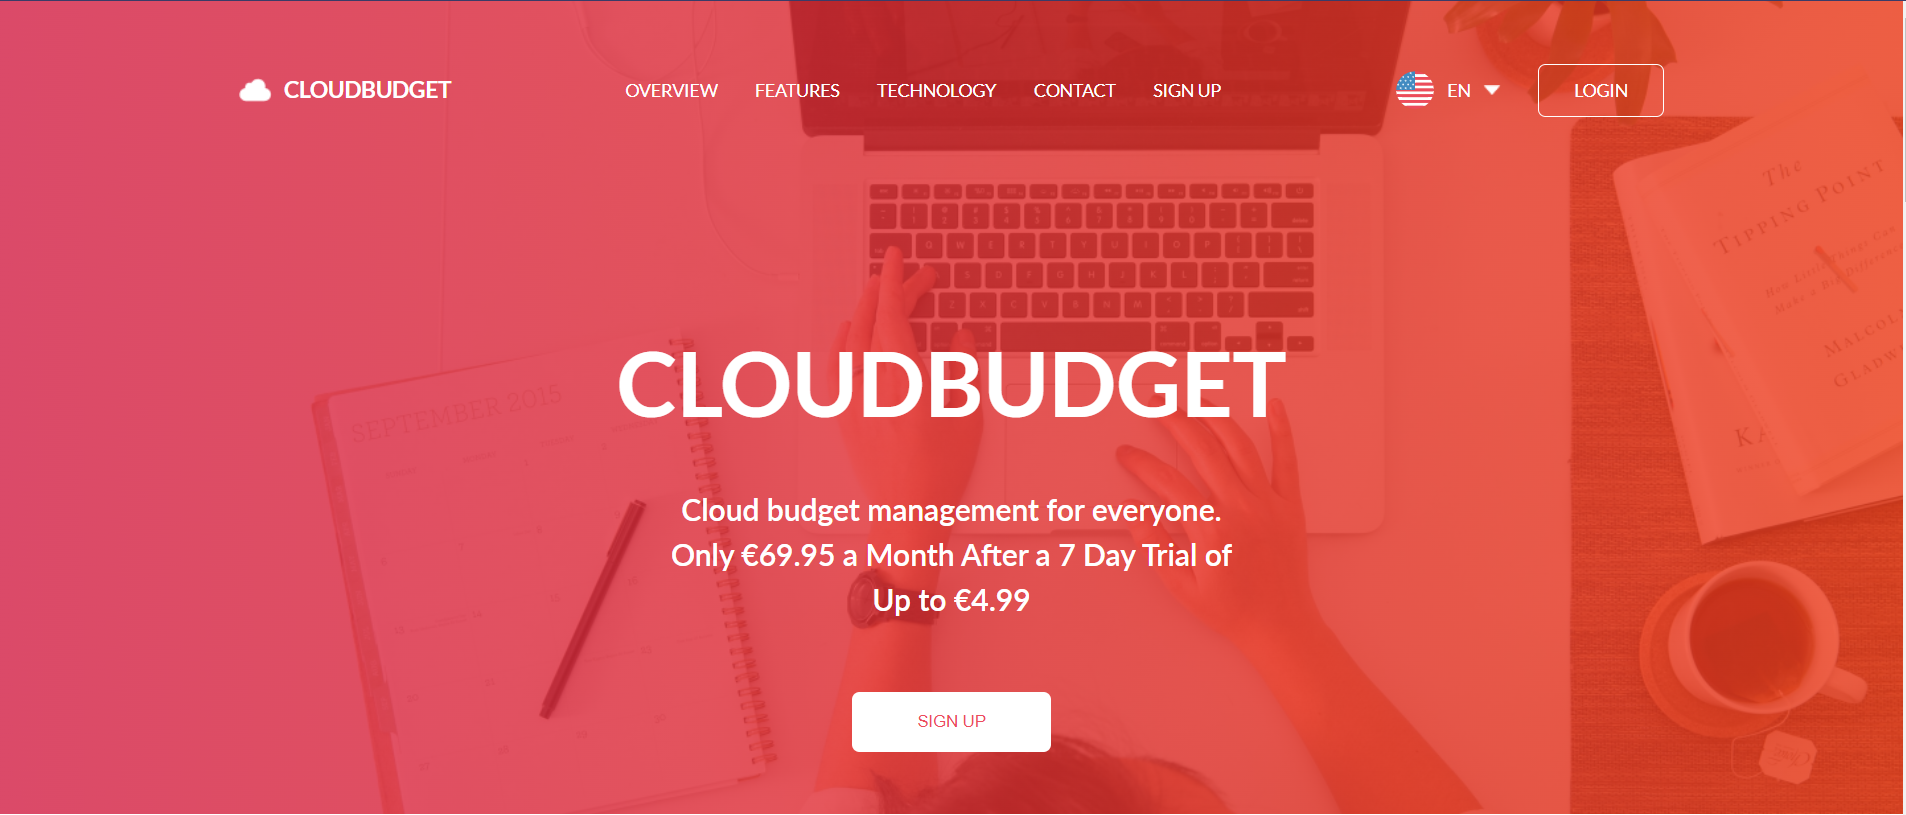 CLOUDBUDGET
OVERVIEW FEATURES TECHNOLOGY CONTACT SIGN UP
EN
LOGIN
The
TIPPING POINT
How Little Things Can
Make a Big Difference
MALCOLM
GLADW
SEPTEMBER 2015
CLOUDBUDGET
Cloud budget management for everyone.
Only €69.95 a Month After a 7 Day Trial of
Up to €4.99
SIGN UP